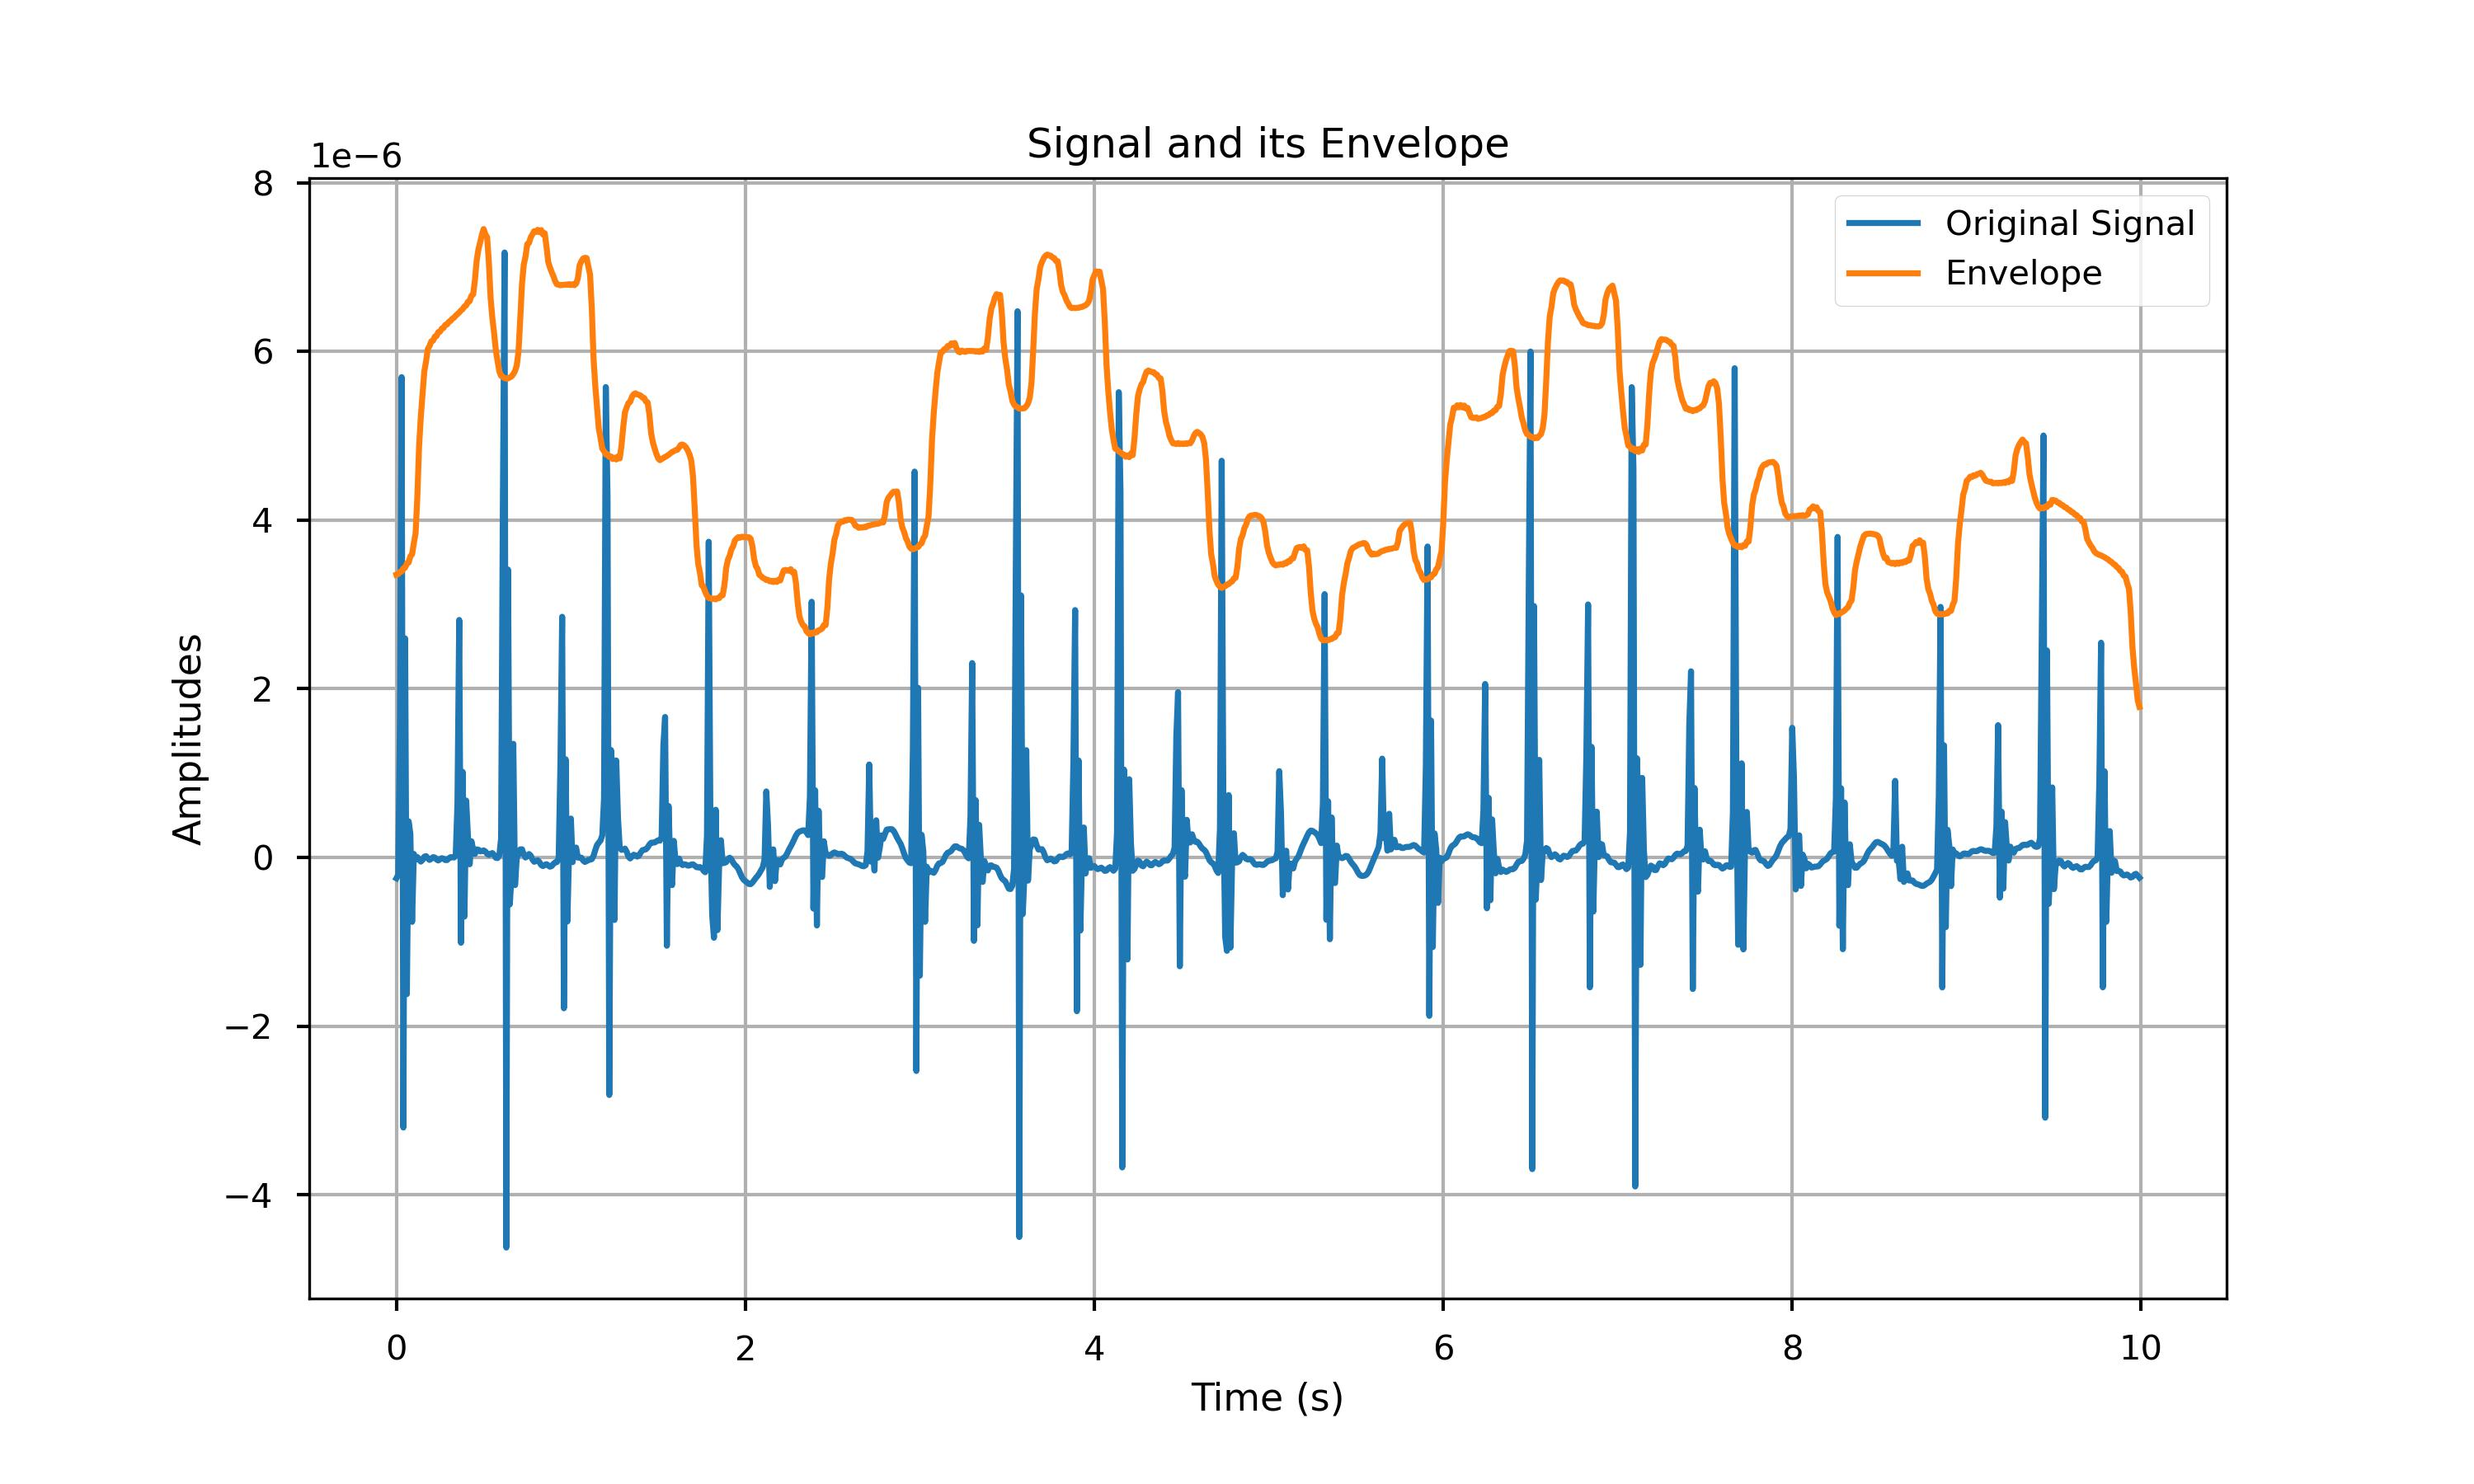 Signal and its Envelope
1e−6
8
6
4
2
0
−2
−4
Amplitudes
Original Signal
Envelope
0 2 4 6 8 10
Time (s)